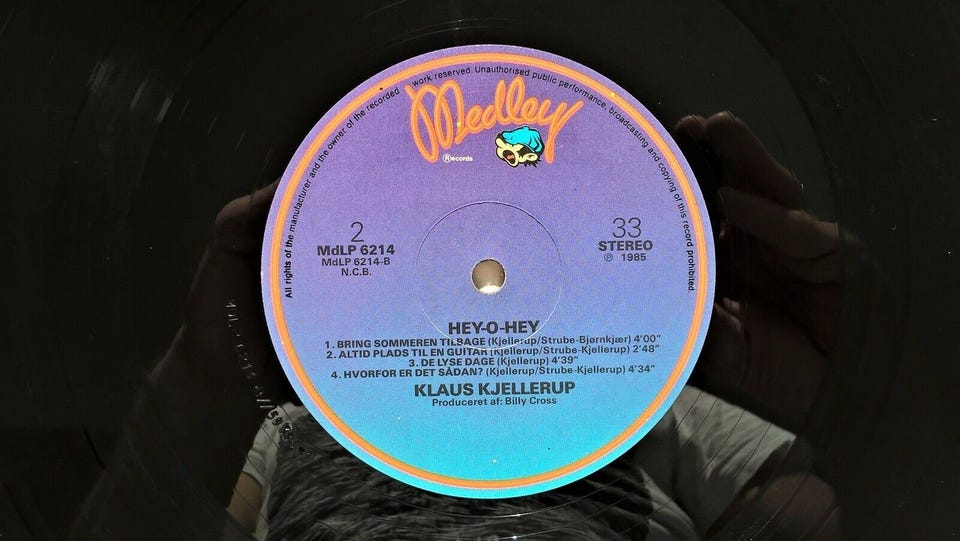 All rights of the manufacturer and the owner of the recorded work reserved. Unauthorised public performance, broadcasting and copying of this record prohibited.
Medley
® Records
2
MdLP 6214
MdLP 6214-B
N.C.B.
33
STEREO
℗ 1985
HEY-O-HEY
1. BRING SOMMEREN TILBAGE (Kjellerup/Strube-Bjørnkjær) 4'00"
2. ALTID PLADS TIL EN GUITAR (Kjellerup/Strube-Kjellerup) 2'48"
3. DE LYSE DAGE (Kjellerup) 4'39"
4. HVORFOR ER DET SÅDAN? (Kjellerup/Strube-Kjellerup) 4'34"
KLAUS KJELLERUP
Produceret af: Billy Cross